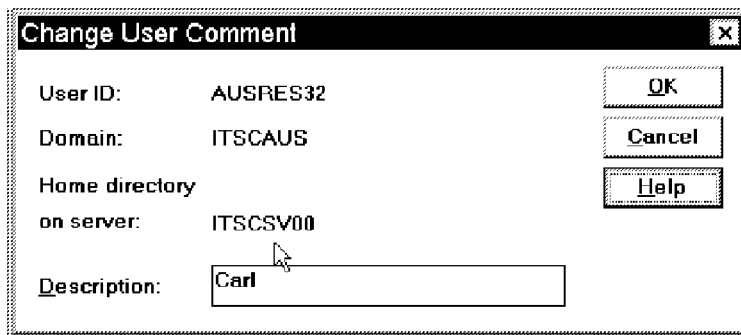 Change User Comment
User ID: AUSRES32
OK
Domain: ITSCAUS
Cancel
Home directory
Help
on server: ITSCSV00
Description: Carl